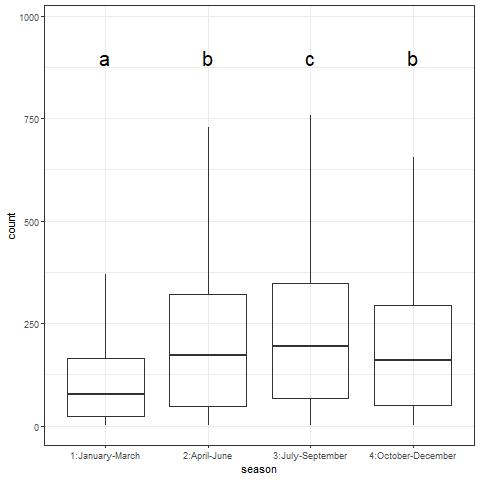 1000
a b c b
750
count
500
250
0
1:January-March 2:April-June 3:July-September 4:October-December
season